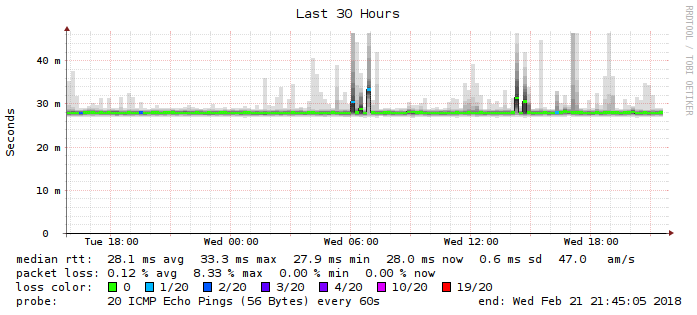 Last 30 Hours
RRDTOOL / TOBI OETIKER
Seconds
40 m
30 m
20 m
10 m
0
Tue 18:00 Wed 00:00 Wed 06:00 Wed 12:00 Wed 18:00
median rtt: 28.1 ms avg 33.3 ms max 27.9 ms min 28.0 ms now 0.6 ms sd 47.0 am/s
packet loss: 0.12 % avg 8.33 % max 0.00 % min 0.00 % now
loss color: 0 1/20 2/20 3/20 4/20 10/20 19/20
probe: 20 ICMP Echo Pings (56 Bytes) every 60s end: Wed Feb 21 21:45:05 2018